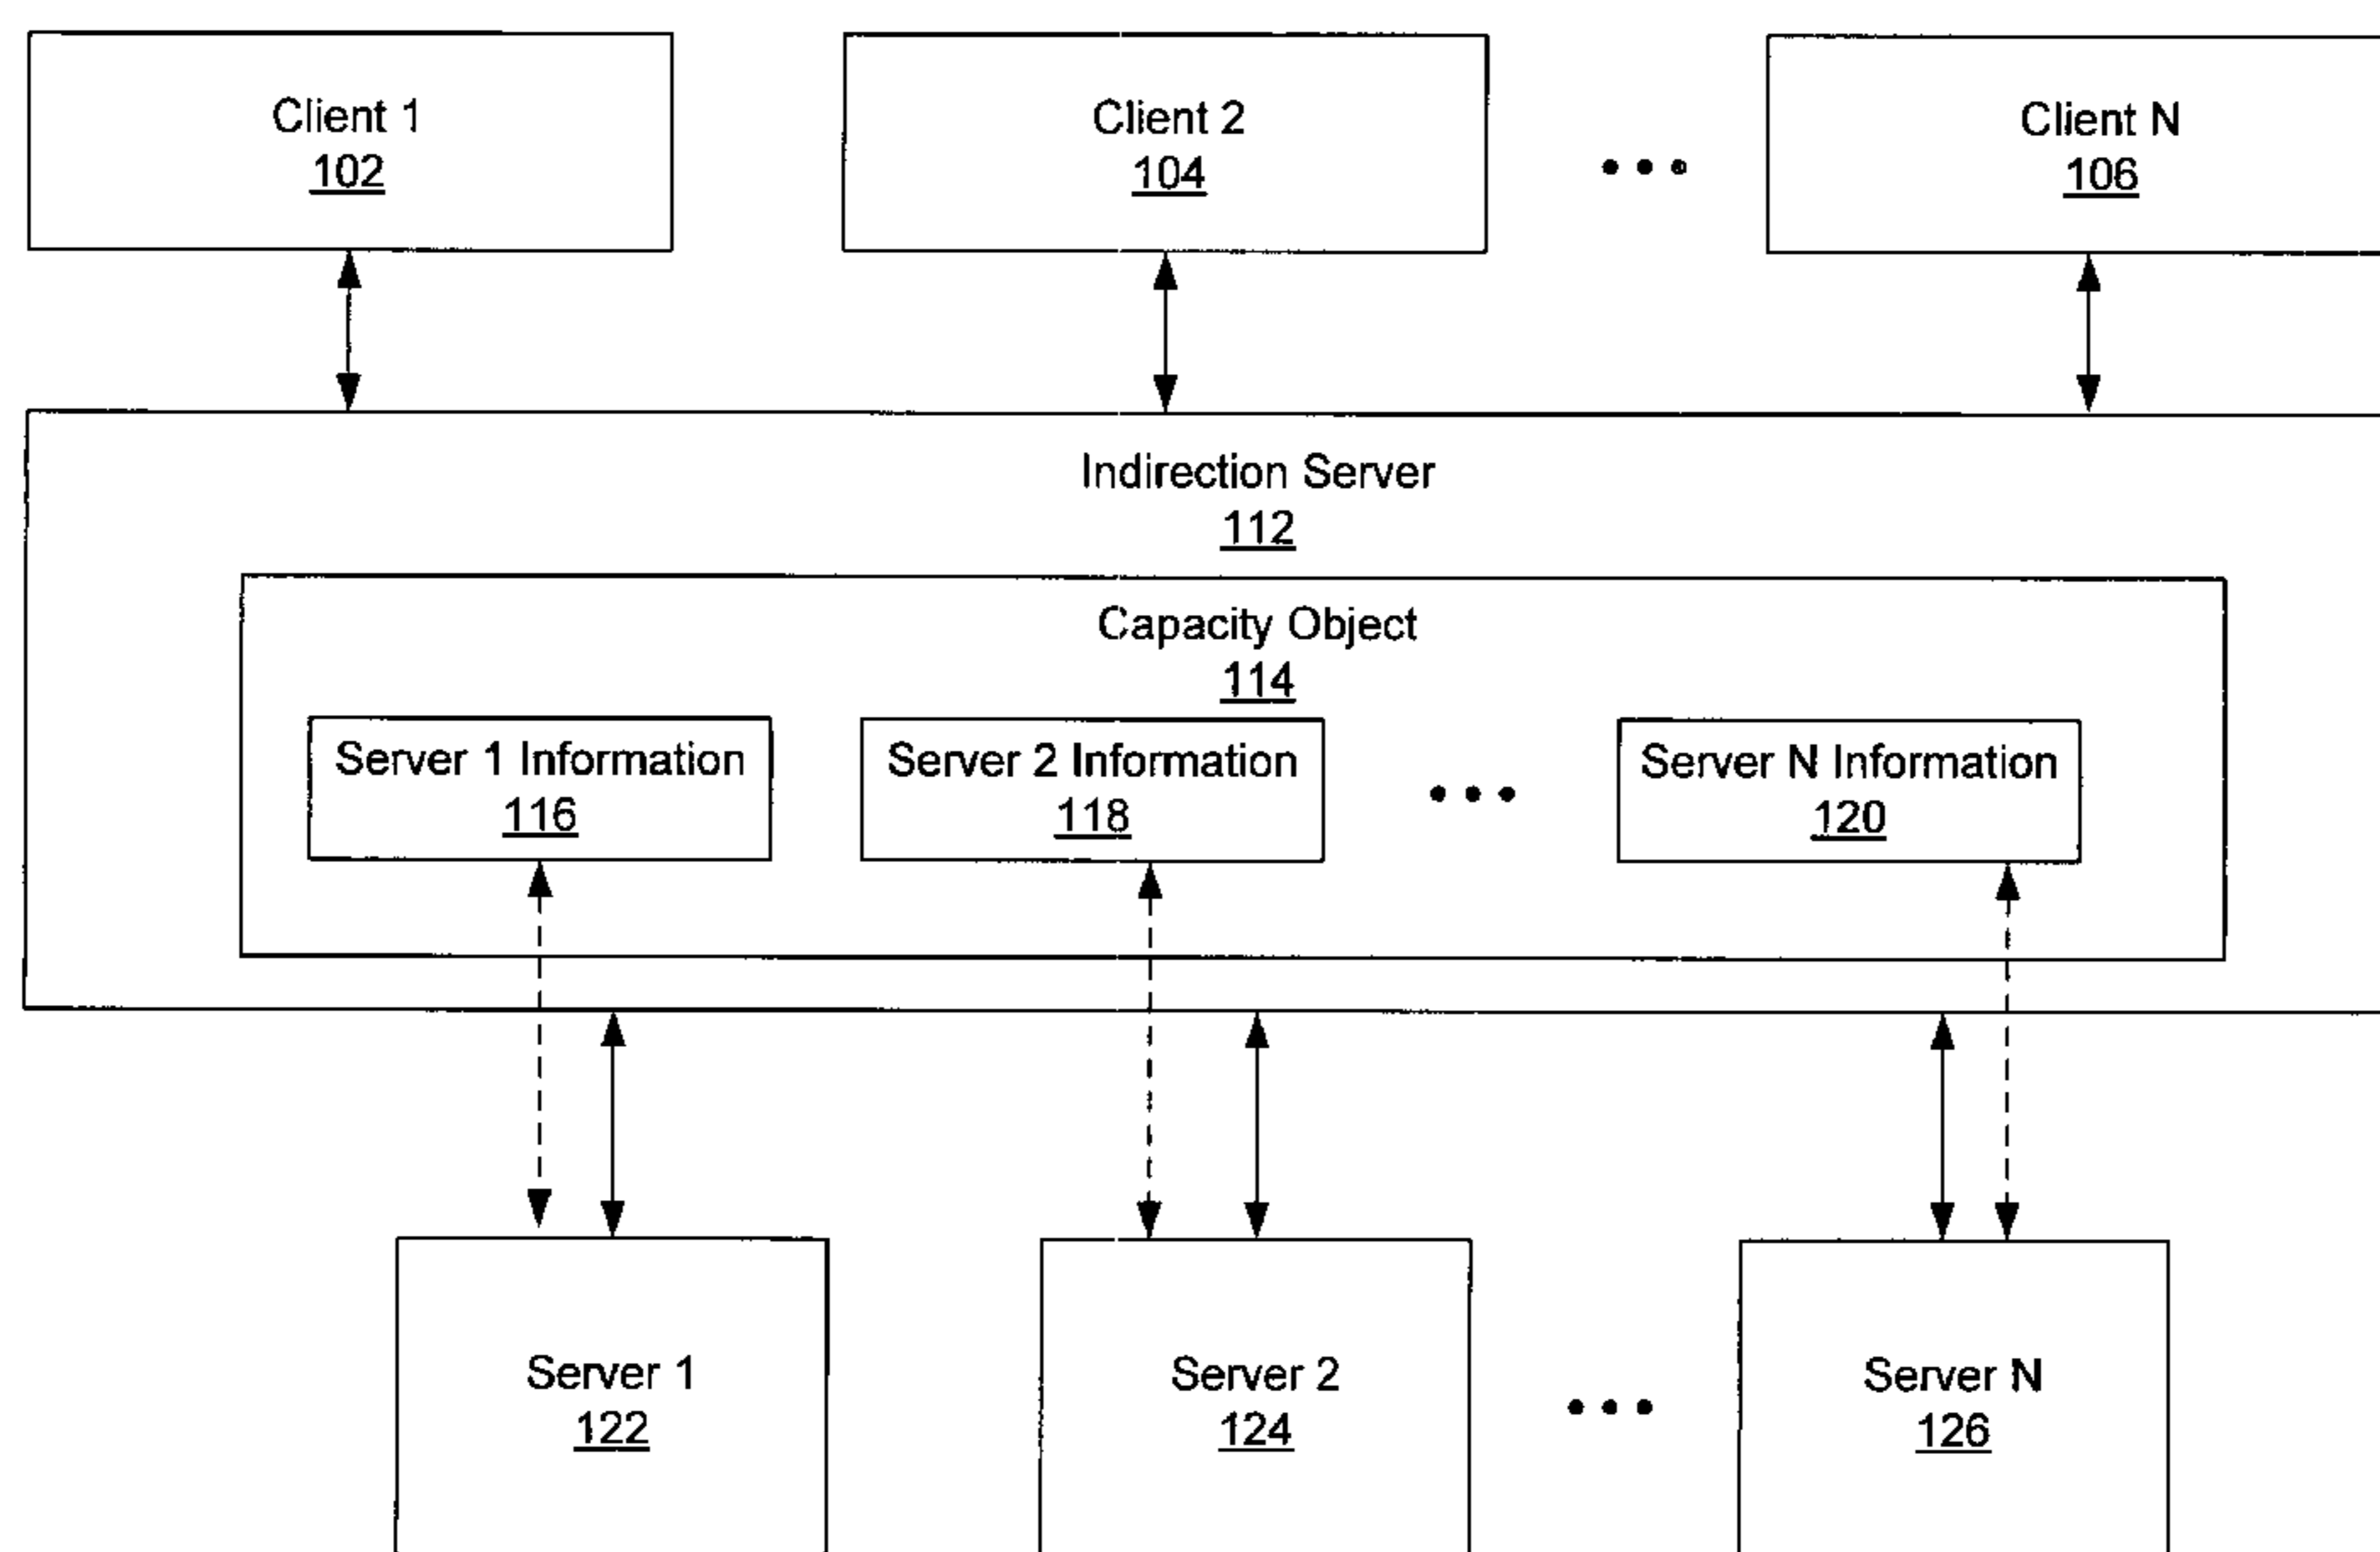 Client 1
102
Client 2
104
Client N
106
Indirection Server
112
Capacity Object
114
Server 1 Information
116
Server 2 Information
118
Server N Information
120
Server 1
122
Server 2
124
Server N
126